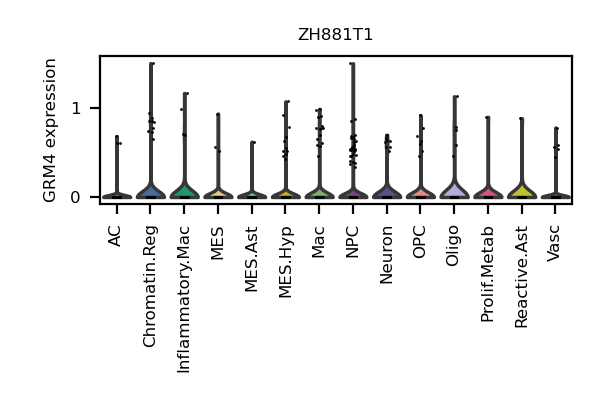 ZH881T1
GRM4 expression
1
0
AC
Chromatin.Reg
Inflammatory.Mac
MES
MES.Ast
MES.Hyp
Mac
NPC
Neuron
OPC
Oligo
Prolif.Metab
Reactive.Ast
Vasc